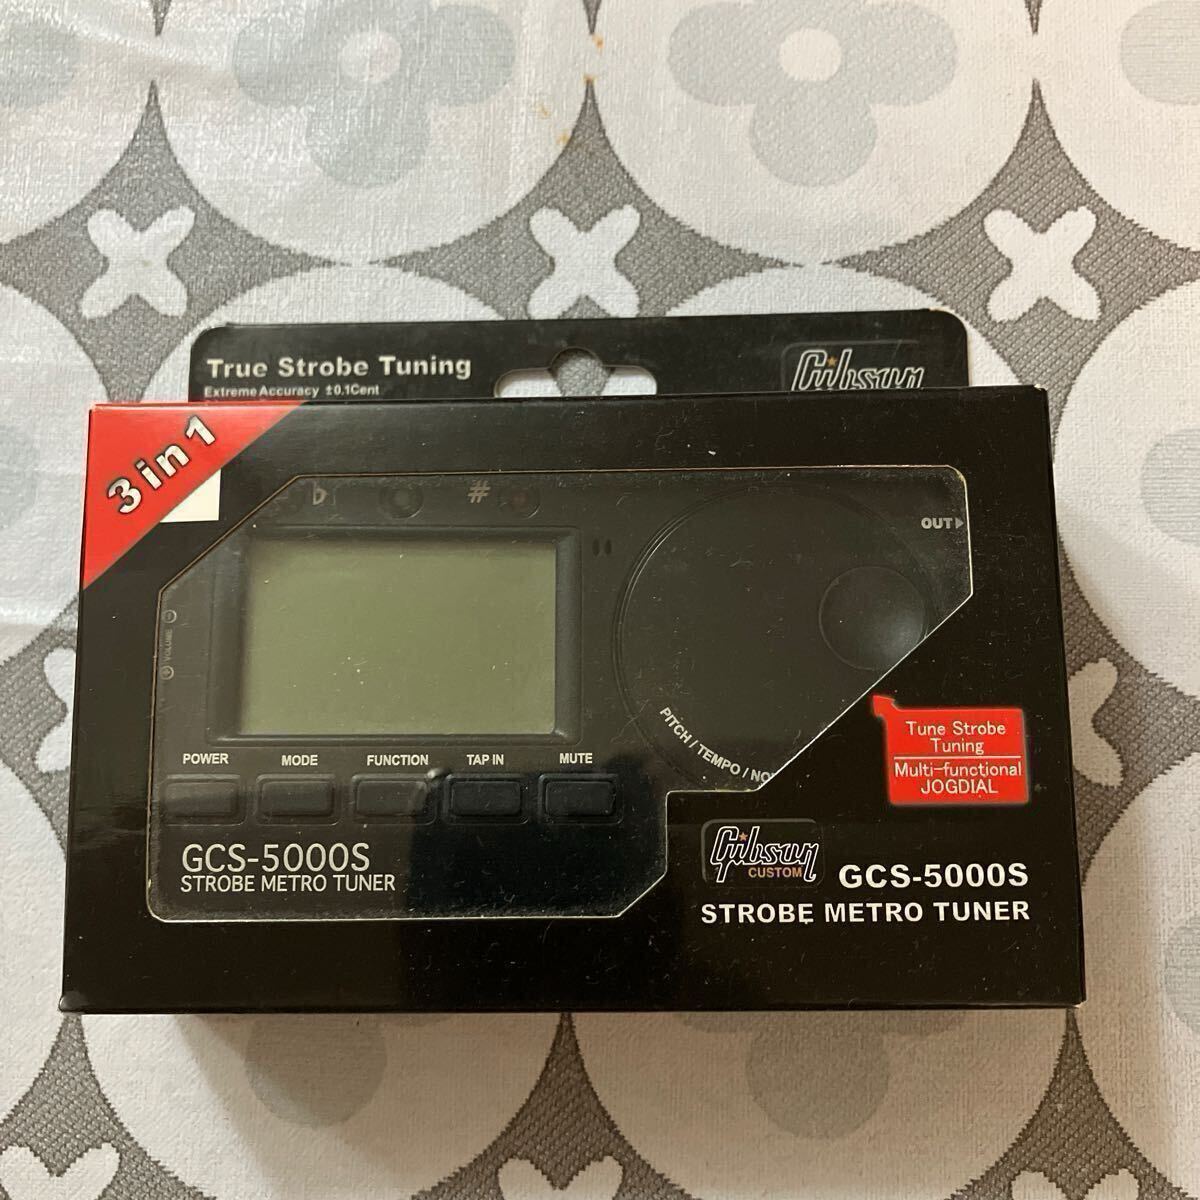 True Strobe Tuning
Extreme Accuracy ±0.1Cent
Gibson
3 in 1
♭
#
OUT
VOLUME
PITCH / TEMPO /
POWER MODE FUNCTION TAP IN MUTE
GCS-5000S
STROBE METRO TUNER
Tune Strobe
Tuning
Multi-functional
JOGDIAL
Gibson
CUSTOM
GCS-5000S
STROBE METRO TUNER